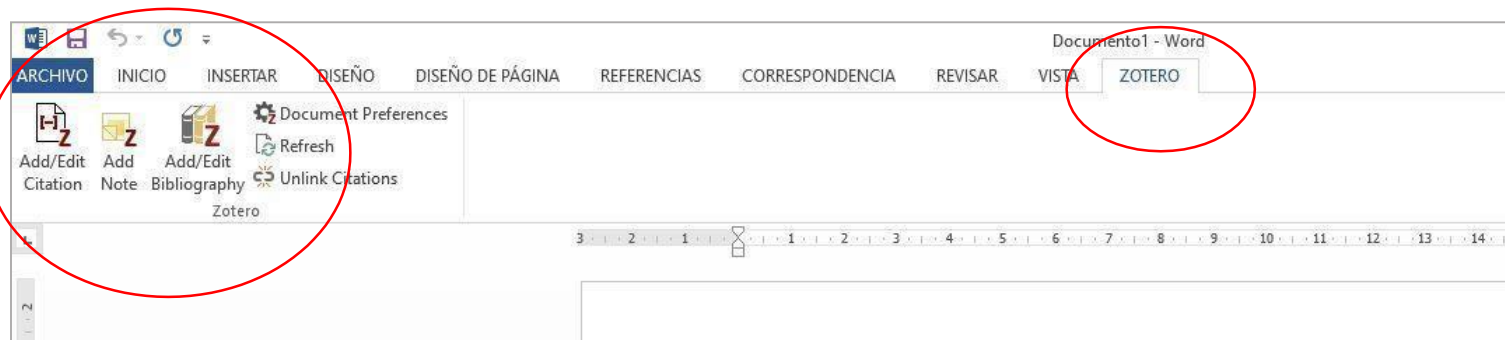 Documento1 - Word
ARCHIVO INICIO INSERTAR DISEÑO DISEÑO DE PÁGINA REFERENCIAS CORRESPONDENCIA REVISAR VISTA ZOTERO
Add/Edit Citation
Add Note
Add/Edit Bibliography
Document Preferences
Refresh
Unlink Citations
Zotero
3 2 1 1 2 3 4 5 6 7 8 9 10 11 12 13 14
2